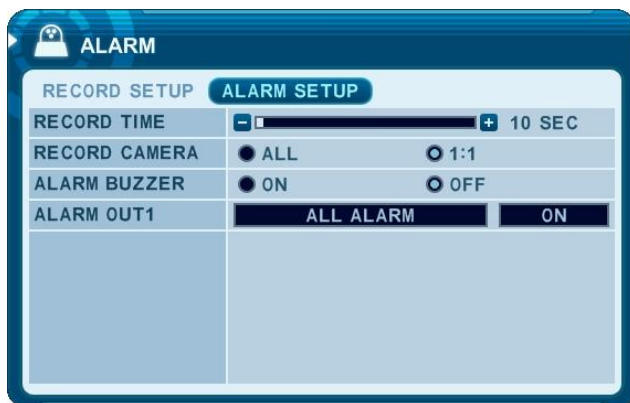 ALARM
RECORD SETUP ALARM SETUP
RECORD TIME 10 SEC
RECORD CAMERA ALL 1:1
ALARM BUZZER ON OFF
ALARM OUT1 ALL ALARM ON